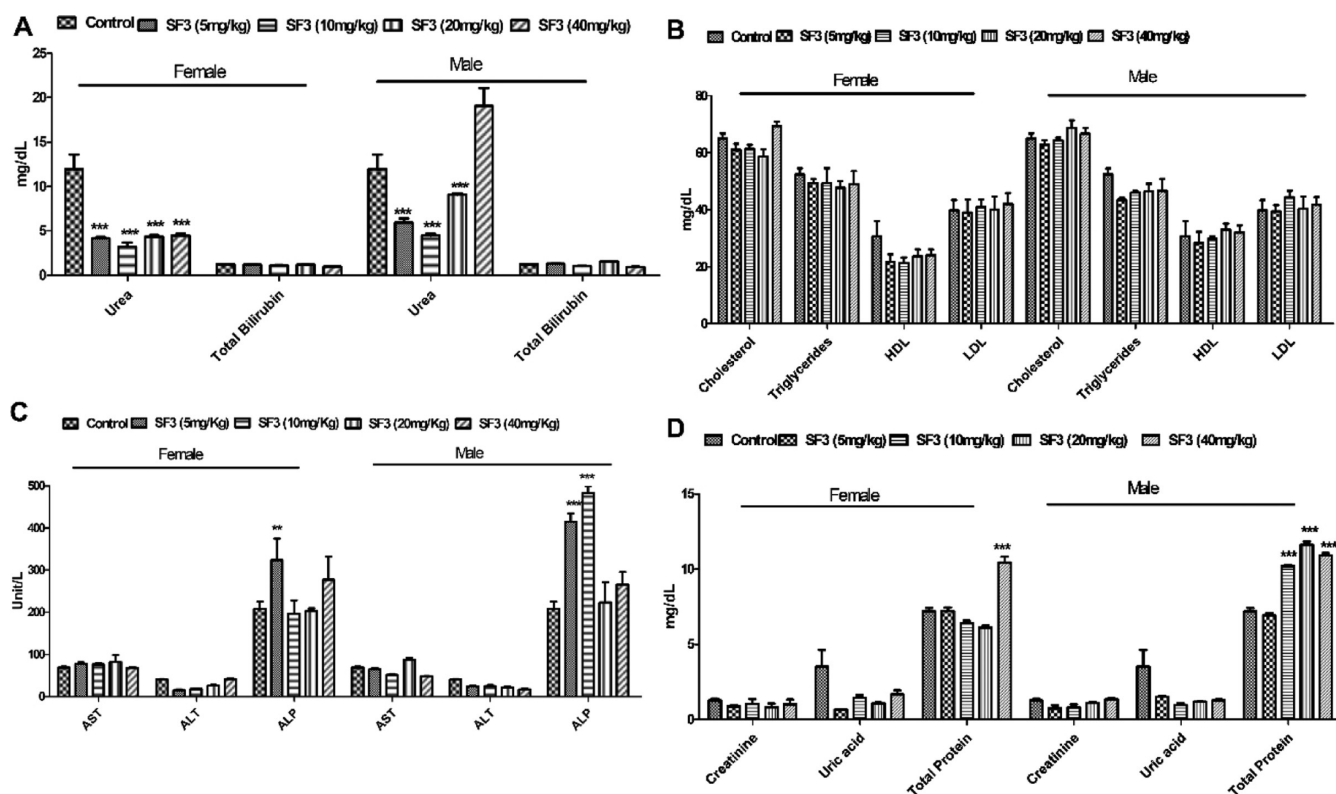 A
Control SF3 (5mg/kg) SF3 (10mg/kg) SF3 (20mg/kg) SF3 (40mg/kg)
Female Male
mg/dL
25
20
15
10
5
0
*** *** *** *** *** *** ***
Urea Total Bilirubin Urea Total Bilirubin
B
Control SF3 (5mg/kg) SF3 (10mg/kg) SF3 (20mg/kg) SF3 (40mg/kg)
Female Male
mg/dL
80
60
40
20
0
Cholesterol Triglycerides HDL LDL Cholesterol Triglycerides HDL LDL
C
Control SF3 (5mg/Kg) SF3 (10mg/Kg) SF3 (20mg/Kg) SF3 (40mg/Kg)
Female Male
Unit/L
500
400
300
200
100
0
** *** ***
AST ALT ALP AST ALT ALP
D
Control SF3 (5mg/kg) SF3 (10mg/kg) SF3 (20mg/kg) SF3 (40mg/kg)
Female Male
mg/dL
15
10
5
0
*** *** *** ***
Creatinine Uric acid Total Protein Creatinine Uric acid Total Protein